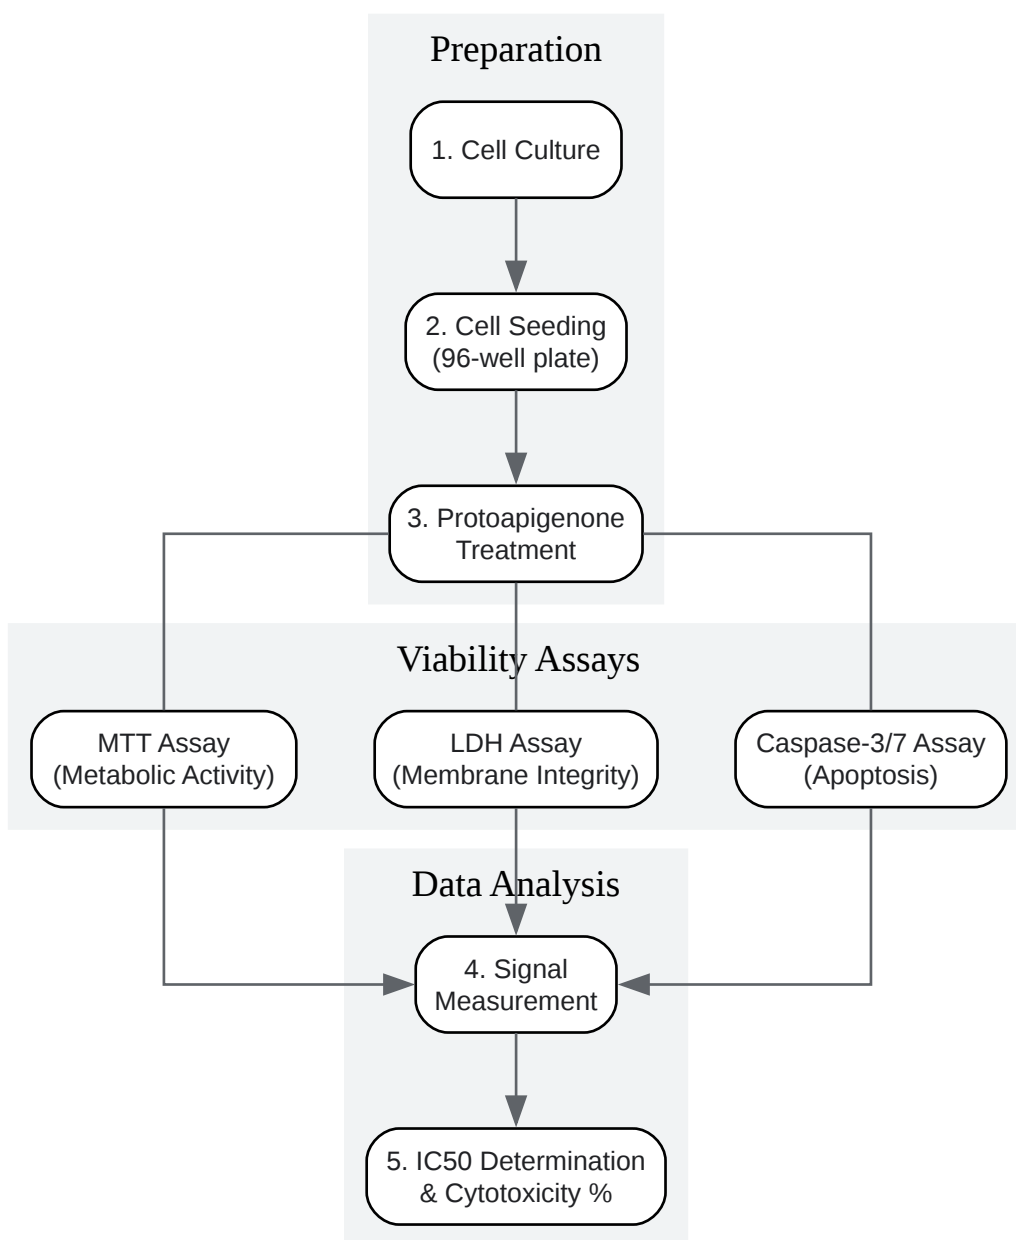 Preparation
1. Cell Culture
2. Cell Seeding
(96-well plate)
3. Protoapigenone
Treatment
Viability Assays
MTT Assay
(Metabolic Activity)
LDH Assay
(Membrane Integrity)
Caspase-3/7 Assay
(Apoptosis)
Data Analysis
4. Signal
Measurement
5. IC50 Determination
& Cytotoxicity %